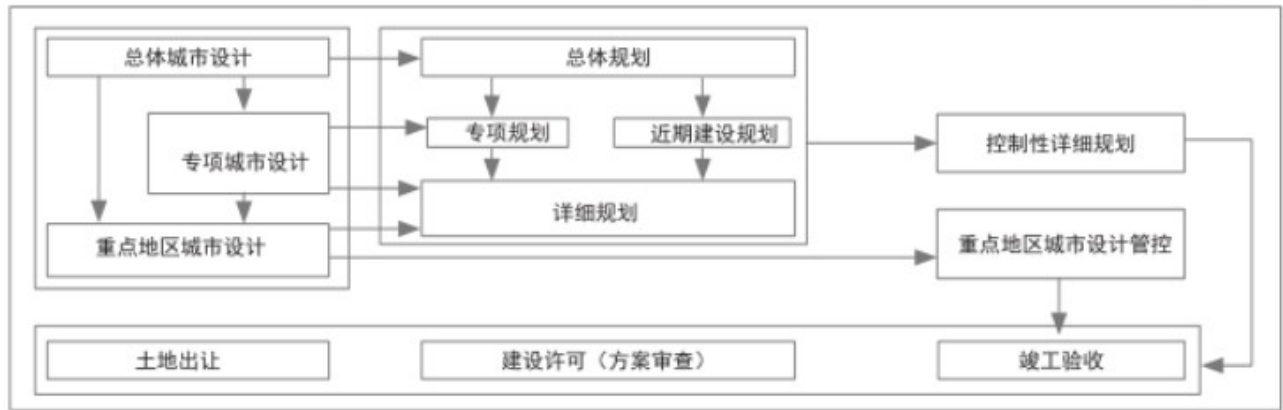 总体城市设计
总体规划
专项规划
近期建设规划
控制性详细规划
专项城市设计
详细规划
重点地区城市设计
重点地区城市设计管控
土地出让
建设许可（方案审查）
竣工验收